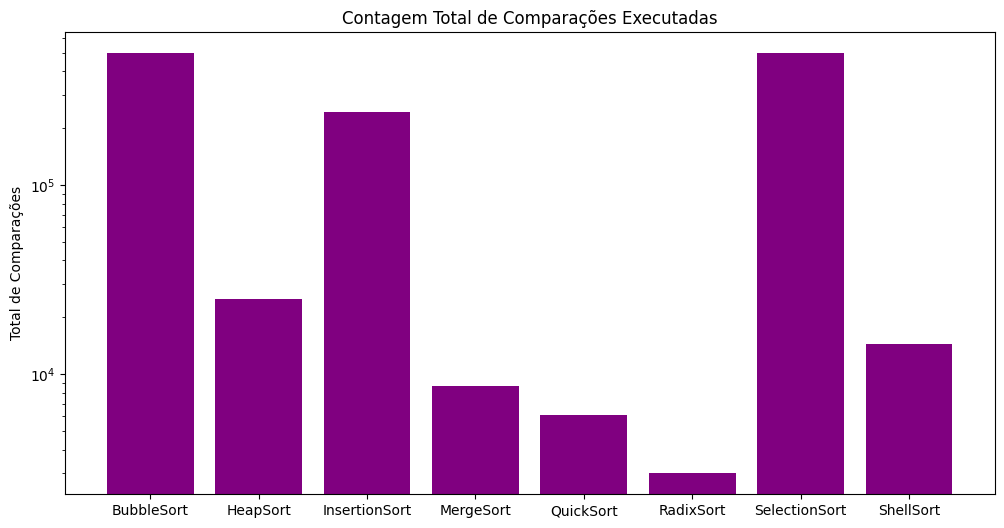 Contagem Total de Comparações Executadas
Total de Comparações
10^5
10^4
BubbleSort HeapSort InsertionSort MergeSort QuickSort RadixSort SelectionSort ShellSort